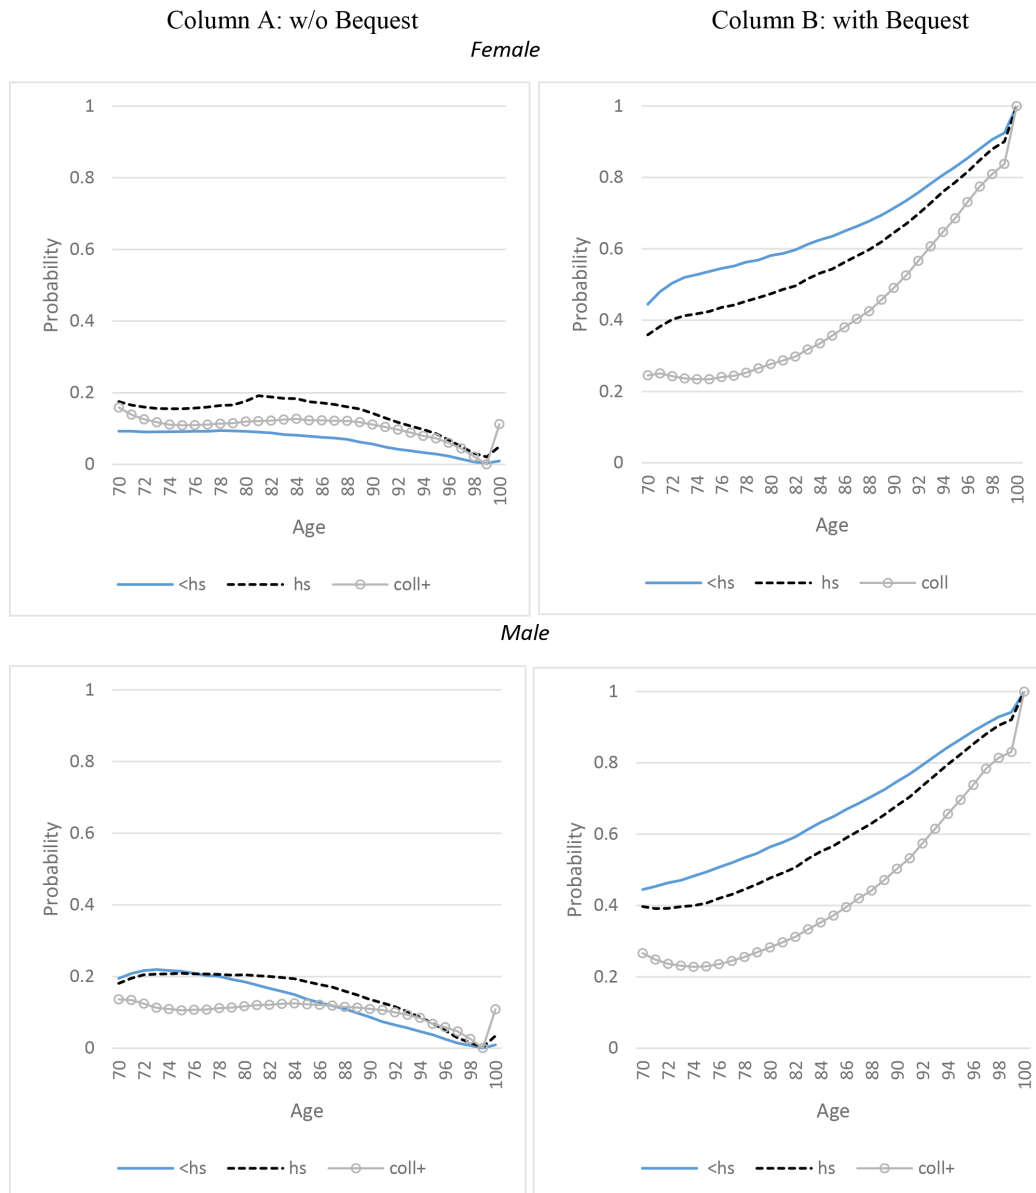 Column A: w/o Bequest
Column B: with Bequest
Female
1
0.8
0.6
0.4
0.2
0
Probability
70 72 74 76 78 80 82 84 86 88 90 92 94 96 98 100
Age
<hs hs coll+
1
0.8
0.6
0.4
0.2
0
Probability
70 72 74 76 78 80 82 84 86 88 90 92 94 96 98 100
Age
<hs hs coll
Male
1
0.8
0.6
0.4
0.2
0
Probability
70 72 74 76 78 80 82 84 86 88 90 92 94 96 98 100
Age
<hs hs coll+
1
0.8
0.6
0.4
0.2
0
Probability
70 72 74 76 78 80 82 84 86 88 90 92 94 96 98 100
Age
<hs hs coll+